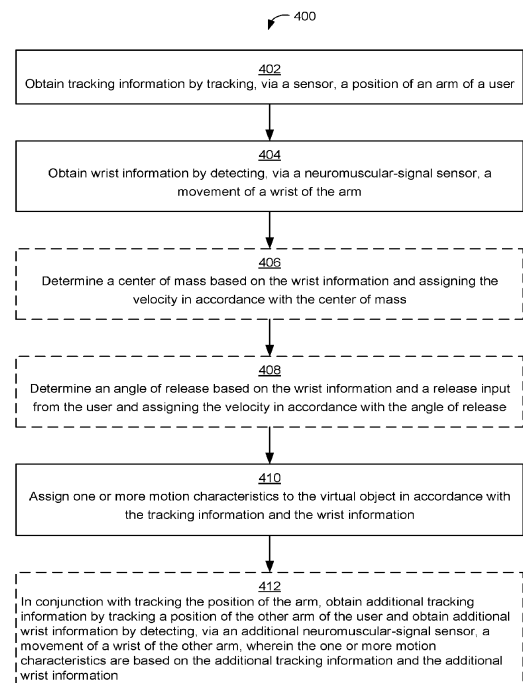 400
402
Obtain tracking information by tracking, via a sensor, a position of an arm of a user
404
Obtain wrist information by detecting, via a neuromuscular-signal sensor, a
movement of a wrist of the arm
406
Determine a center of mass based on the wrist information and assigning the
velocity in accordance with the center of mass
408
Determine an angle of release based on the wrist information and a release input
from the user and assigning the velocity in accordance with the angle of release
410
Assign one or more motion characteristics to the virtual object in accordance with
the tracking information and the wrist information
412
In conjunction with tracking the position of the arm, obtain additional tracking
information by tracking a position of the other arm of the user and obtain additional
wrist information by detecting, via an additional neuromuscular-signal sensor, a
movement of a wrist of the other arm, wherein the one or more motion
characteristics are based on the additional tracking information and the additional
wrist information